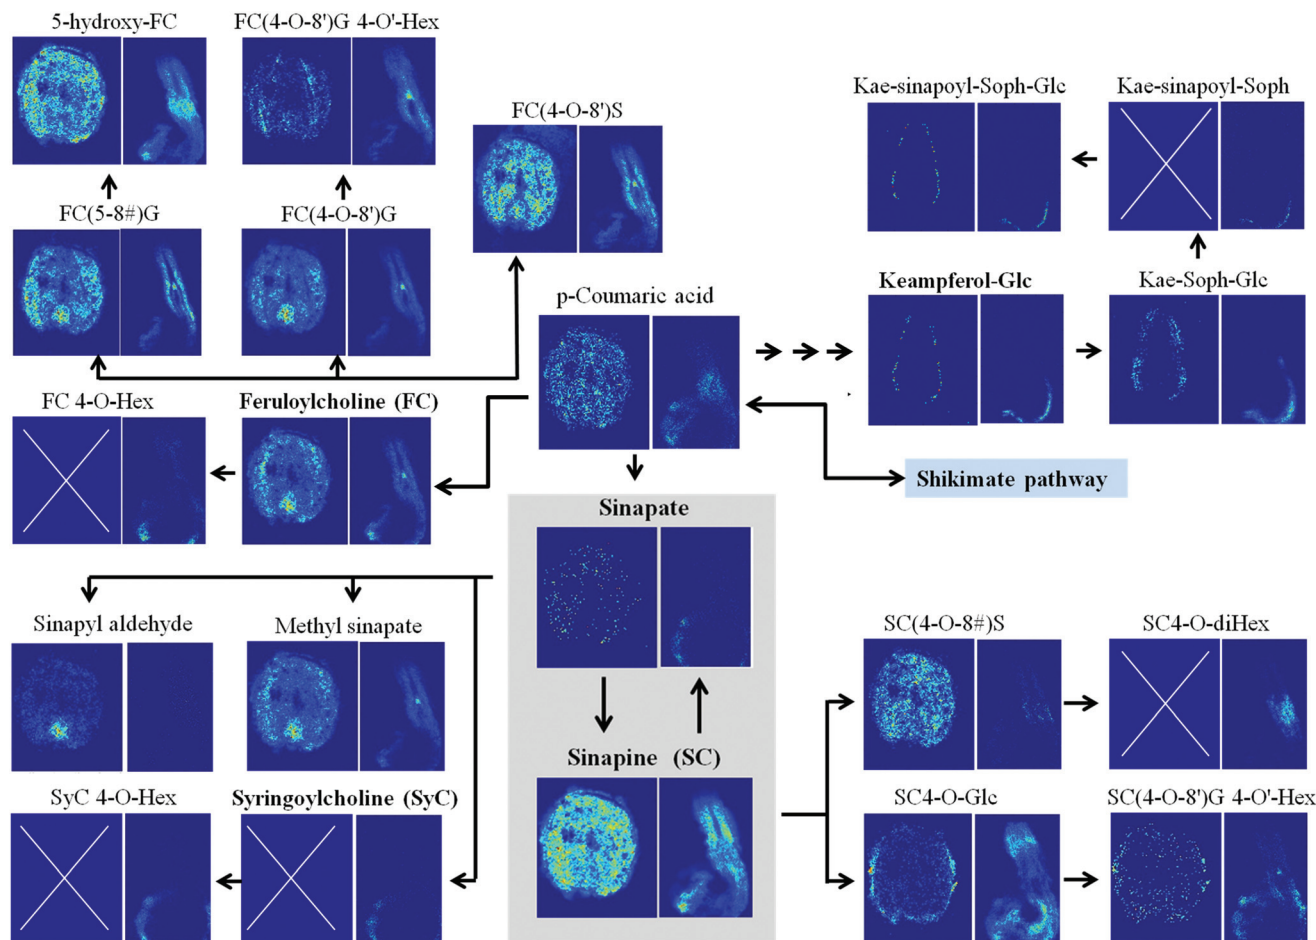 5-hydroxy-FC
FC(4-O-8')G 4-O'-Hex
FC(4-O-8')S
Kae-sinapoyl-Soph-Glc
Kae-sinapoyl-Soph
FC(5-8#)G
FC(4-O-8')G
p-Coumaric acid
Keampferol-Glc
Kae-Soph-Glc
FC 4-O-Hex
Feruloylcholine (FC)
Shikimate pathway
Sinapate
Sinapyl aldehyde
Methyl sinapate
SC(4-O-8#)S
SC4-O-diHex
Sinapine (SC)
SyC 4-O-Hex
Syringoylcholine (SyC)
SC4-O-Glc
SC(4-O-8')G 4-O'-Hex